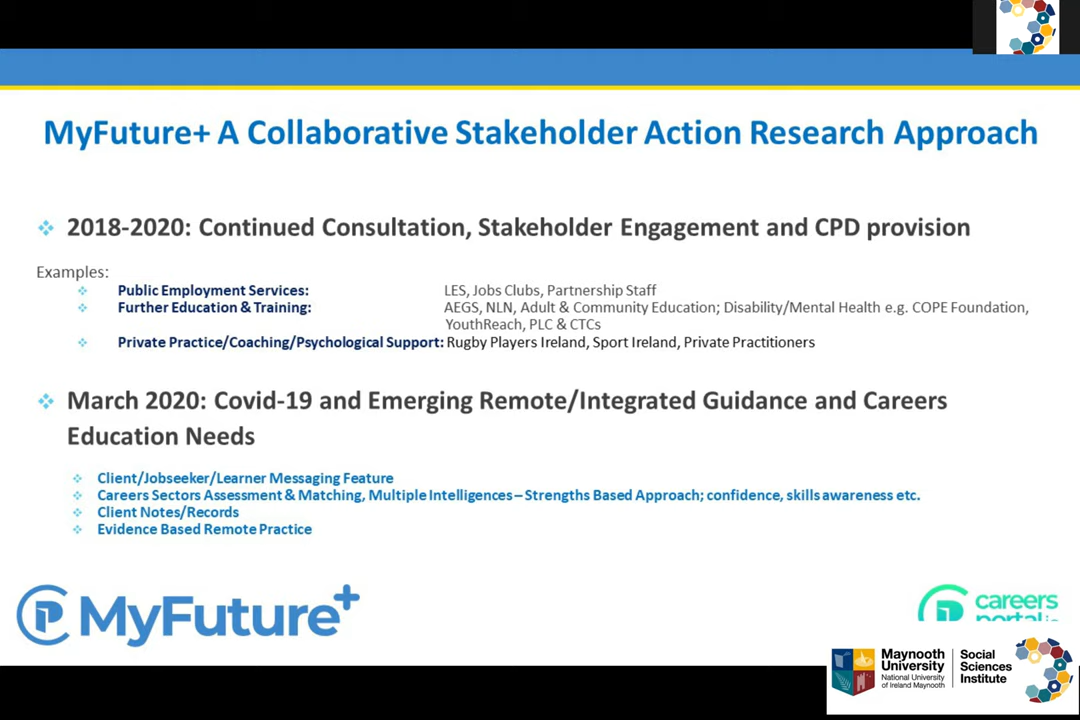 MyFuture+ A Collaborative Stakeholder Action Research Approach
2018-2020: Continued Consultation, Stakeholder Engagement and CPD provision
Examples:
Public Employment Services: LES, Jobs Clubs, Partnership Staff
Further Education & Training: AEGS, NLN, Adult & Community Education; Disability/Mental Health e.g. COPE Foundation,
YouthReach, PLC & CTCs
Private Practice/Coaching/Psychological Support: Rugby Players Ireland, Sport Ireland, Private Practitioners
March 2020: Covid-19 and Emerging Remote/Integrated Guidance and Careers
Education Needs
Client/Jobseeker/Learner Messaging Feature
Careers Sectors Assessment & Matching, Multiple Intelligences – Strengths Based Approach; confidence, skills awareness etc.
Client Notes/Records
Evidence Based Remote Practice
MyFuture+
careers
portal.ie
Maynooth
University
National University
of Ireland Maynooth
Social
Sciences
Institute